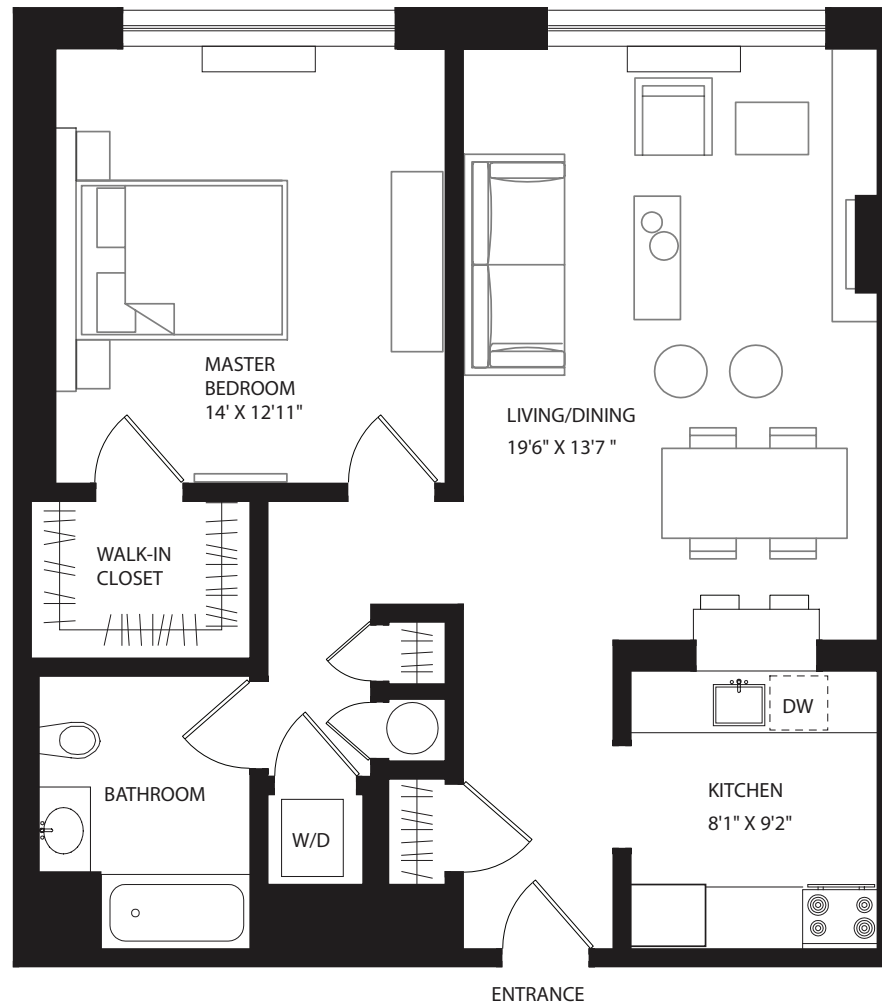 MASTER
BEDROOM
14' X 12'11"
LIVING/DINING
19'6" X 13'7 "
WALK-IN
CLOSET
DW
BATHROOM
KITCHEN
8'1" X 9'2"
W/D
ENTRANCE